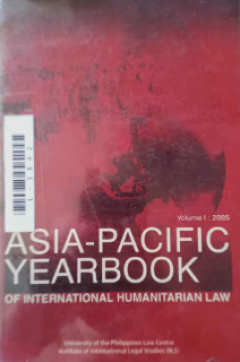 Volume I : 2005
ASIA-PACIFIC
YEARBOOK
OF INTERNATIONAL HUMANITARIAN LAW
University of the Philippines Law Center
Institute of International Legal Studies (IILS)